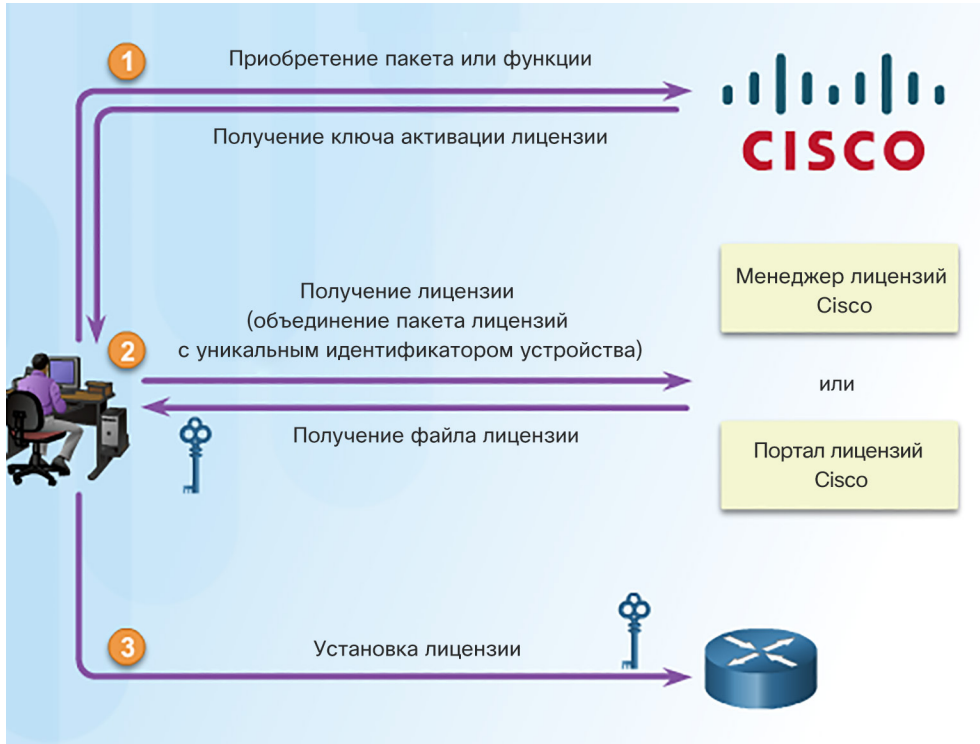 1
Приобретение пакета или функции
Получение ключа активации лицензии
CISCO
Менеджер лицензий
Cisco
или
Портал лицензий
Cisco
2
Получение лицензии
(объединение пакета лицензий
с уникальным идентификатором устройства)
Получение файла лицензии
3
Установка лицензии